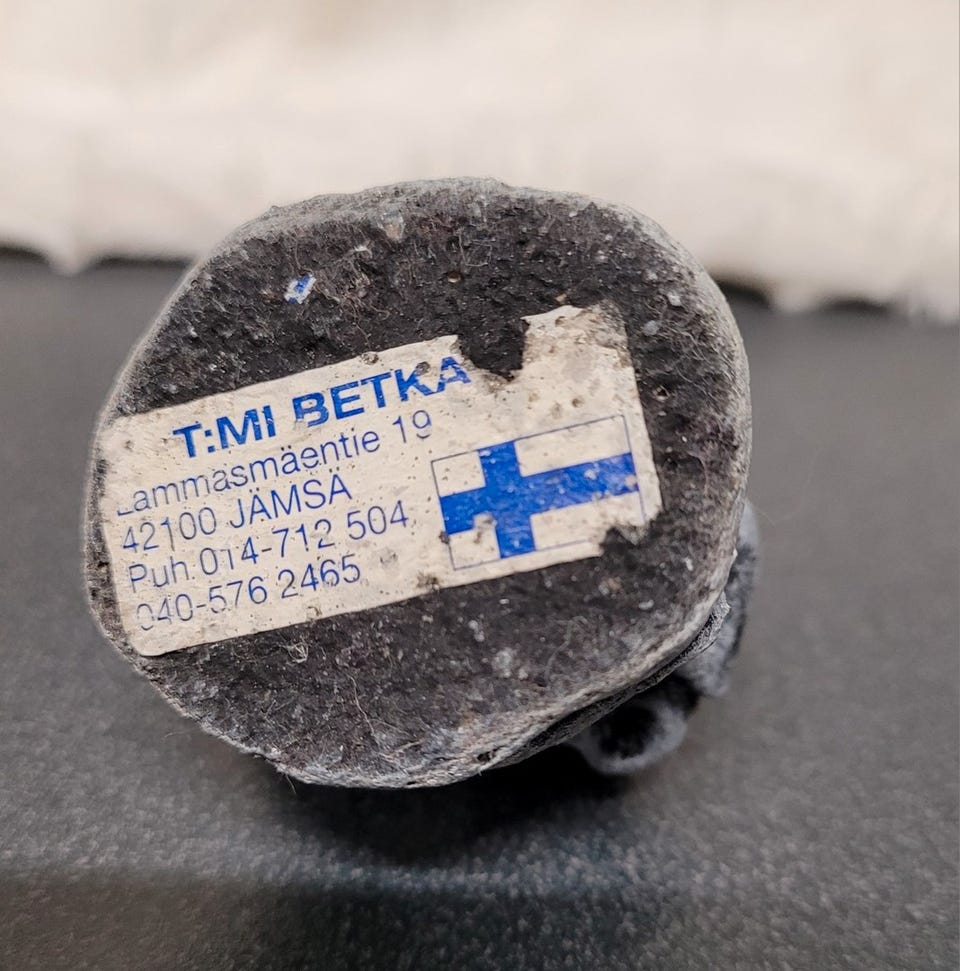 T:MI BETKA
Lammasmäentie 19
42100 JÄMSÄ
Puh. 014-712 504
040-576 2465